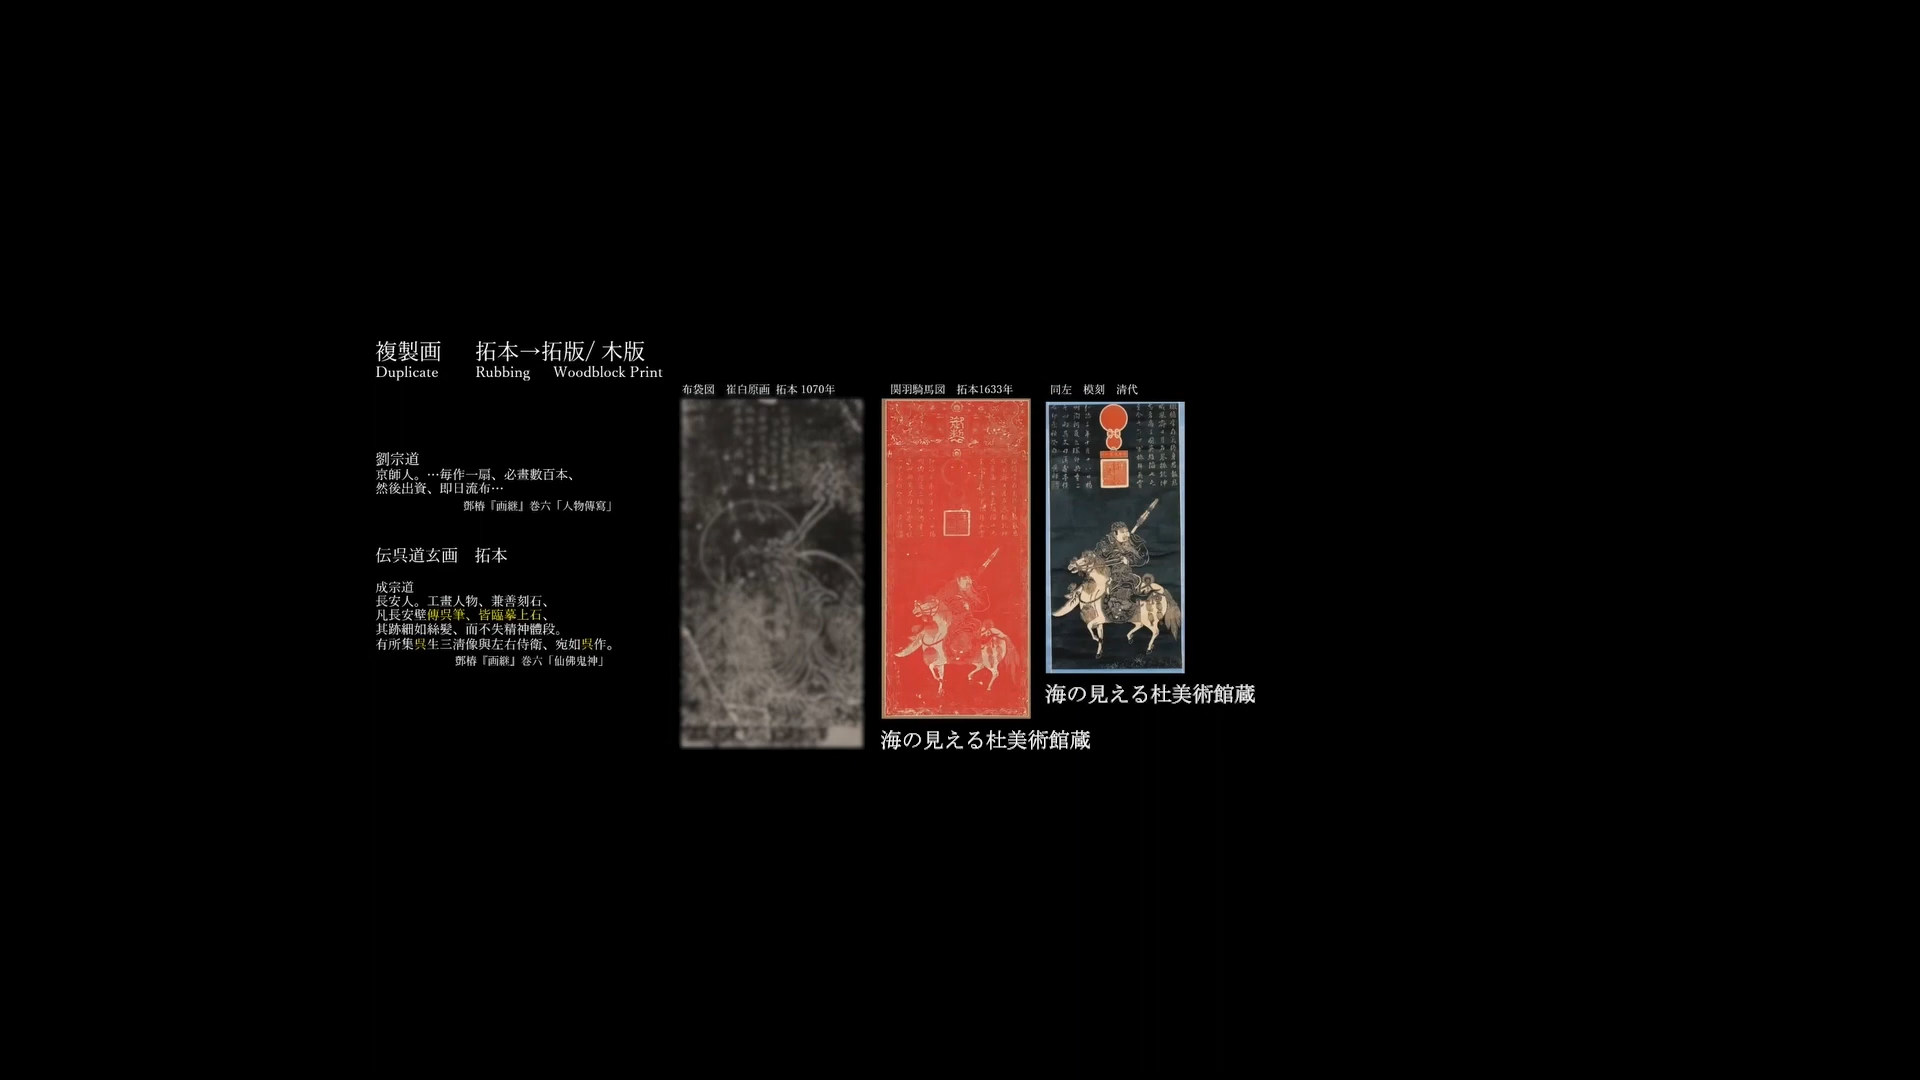 複製画 拓本→拓版/ 木版
Duplicate Rubbing Woodblock Print
劉宗道
京師人。…毎作一扇、必畫數百本、
然後出資、即日流布…
鄧椿『画継』巻六「人物傳寫」
伝呉道玄画 拓本
成宗道
長安人。工畫人物、兼善刻石、
凡長安壁傳呉筆、皆臨摹上石、
其跡細如絲髮、而不失精神體段。
有所集呉生三清像與左右侍衛、宛如呉作。
鄧椿『画継』巻六「仙佛鬼神」
布袋図 崔白原画 拓本 1070年
関羽騎馬図 拓本1633年
同左 模刻 清代
海の見える杜美術館蔵
海の見える杜美術館蔵